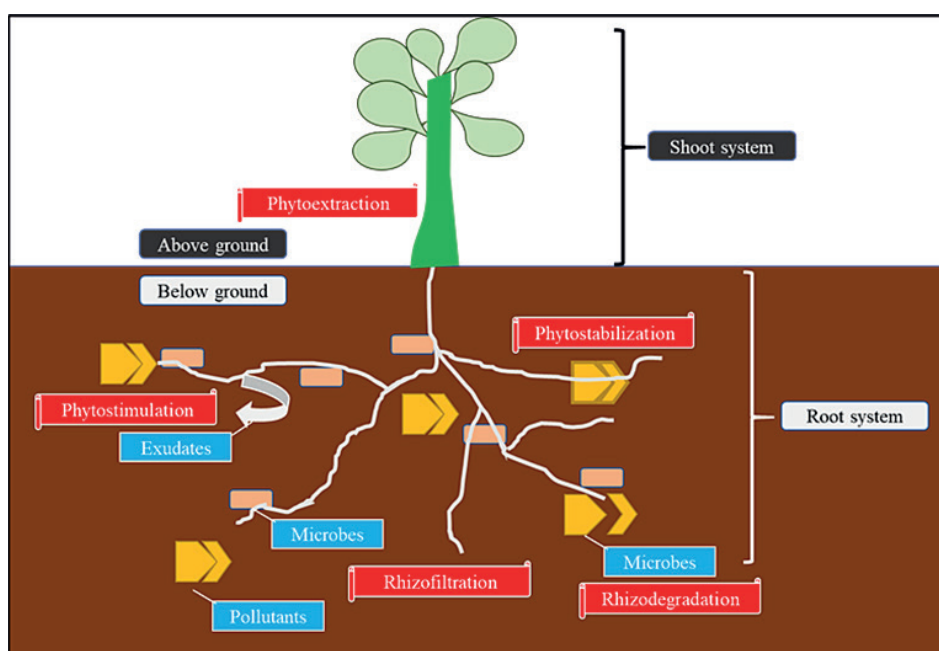 Shoot system
Phytoextraction
Above ground
Below ground
Phytostabilization
Phytostimulation
Root system
Exudates
Microbes
Microbes
Rhizofiltration
Rhizodegradation
Pollutants